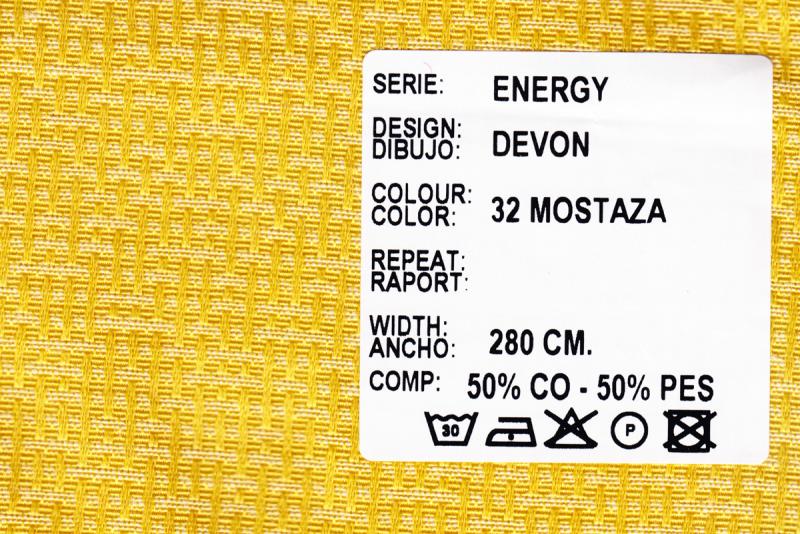 SERIE: ENERGY
DESIGN:
DIBUJO: DEVON
COLOUR:
COLOR: 32 MOSTAZA
REPEAT:
RAPORT:
WIDTH:
ANCHO: 280 CM.
COMP: 50% CO - 50% PES
30 P